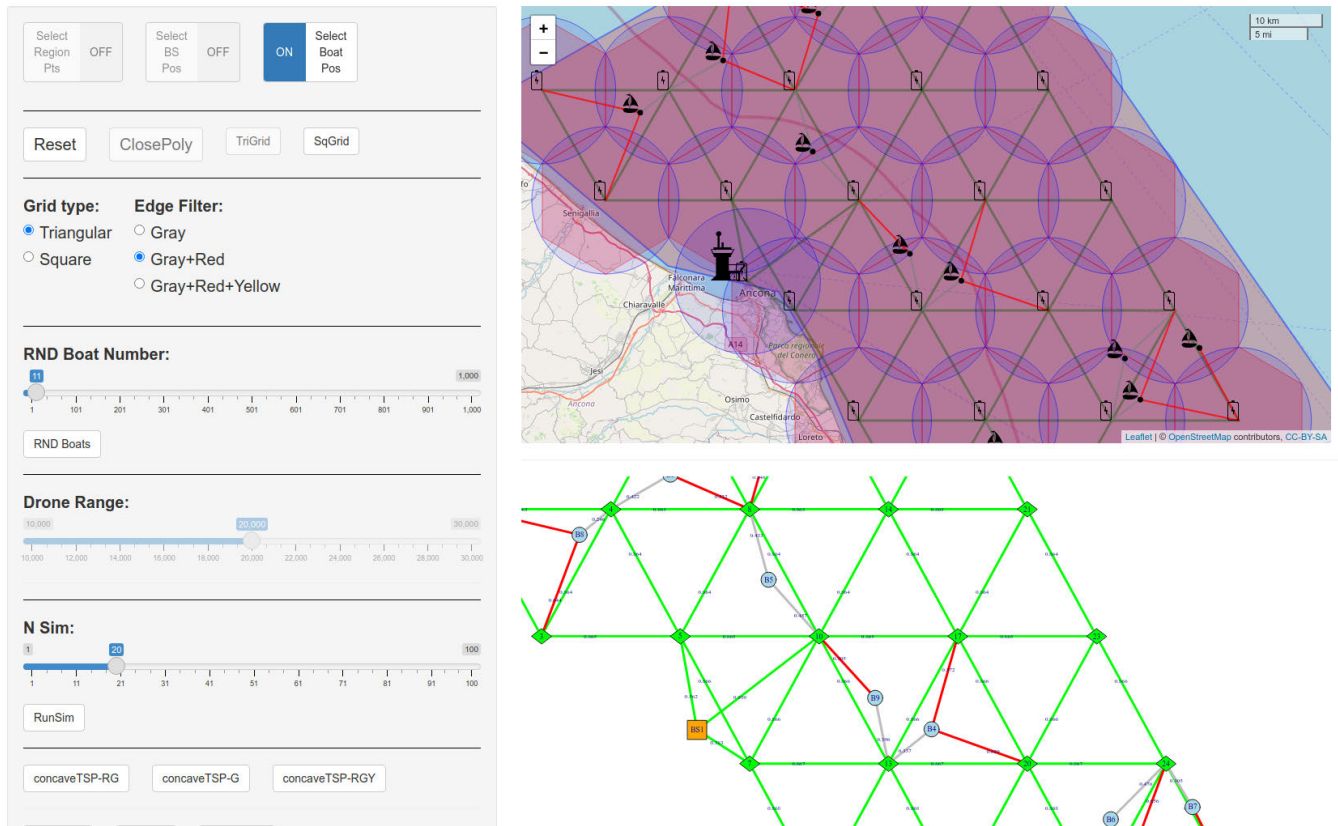 Select
Region
Pts
OFF
Select
BS
Pos
OFF
ON
Select
Boat
Pos
Reset
ClosePoly
TriGrid
SqGrid
Grid type:
Edge Filter:
Triangular
Gray
Square
Gray+Red
Gray+Red+Yellow
RND Boat Number:
11
1,000
1 101 201 301 401 501 601 701 801 901 1,000
RND Boats
Drone Range:
10,000
20,000
30,000
10,000 12,000 14,000 16,000 18,000 20,000 22,000 24,000 26,000 28,000 30,000
N Sim:
1
20
100
1 11 21 31 41 51 61 71 81 91 100
RunSim
concaveTSP-RG
concaveTSP-G
concaveTSP-RGY
+
−
10 km
5 mi
Senigallia
Falconara
Marittima
Ancona
Chiaravalle
A14
Parco regionale
del Conero
Jesi
Ancona
Osimo
Castelfidardo
Loreto
Leaflet | © OpenStreetMap contributors, CC-BY-SA
4
8
14
21
B8
B5
3
5
10
17
23
B9
BS1
B4
7
13
20
24
B7
B6